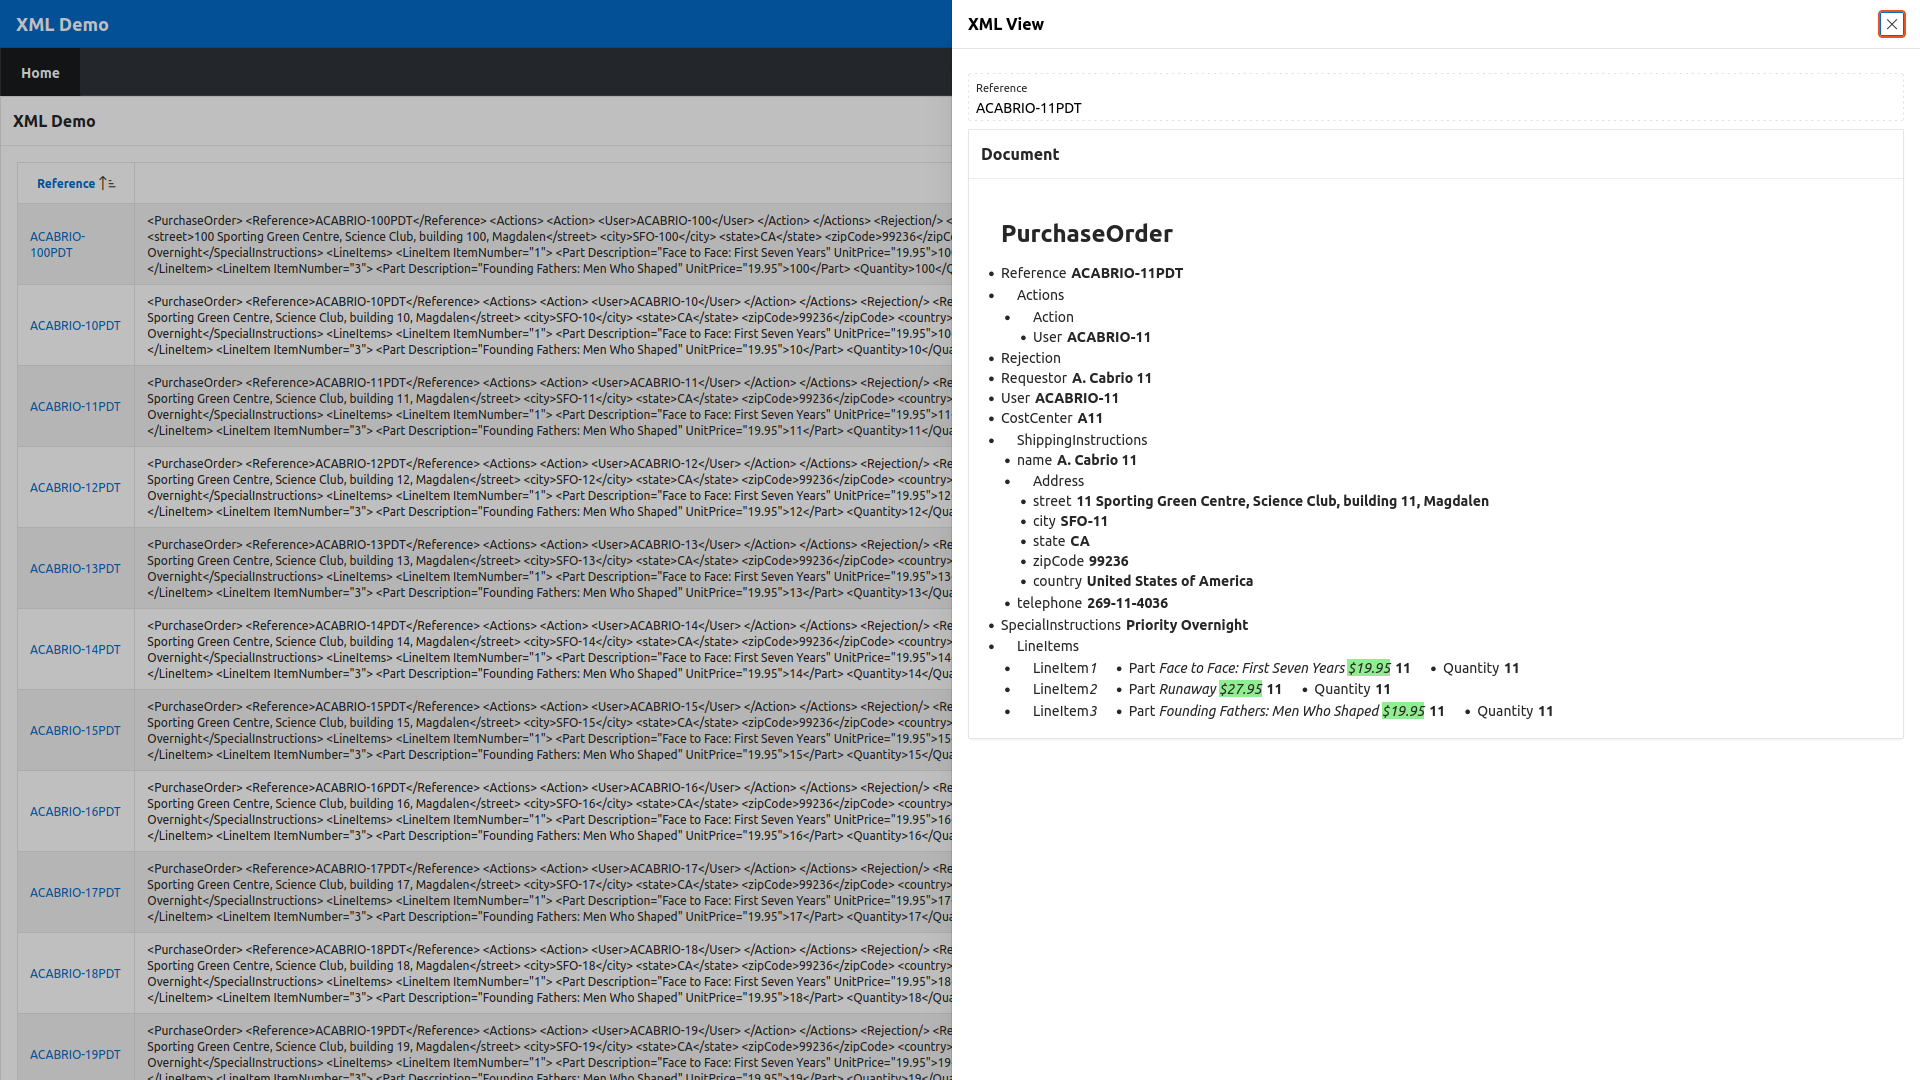 XML Demo
Home
XML Demo
Reference
ACABRIO-100PDT
<PurchaseOrder> <Reference>ACABRIO-100PDT</Reference> <Actions> <Action> <User>ACABRIO-100</User> </Action> </Actions> <Rejection/> <
<street>100 Sporting Green Centre, Science Club, building 100, Magdalen</street> <city>SFO-100</city> <state>CA</state> <zipCode>99236</zipC
Overnight</SpecialInstructions> <LineItems> <LineItem ItemNumber="1"> <Part Description="Face to Face: First Seven Years" UnitPrice="19.95">10
</LineItem> <LineItem ItemNumber="3"> <Part Description="Founding Fathers: Men Who Shaped" UnitPrice="19.95">100</Part> <Quantity>100</Q
ACABRIO-10PDT
<PurchaseOrder> <Reference>ACABRIO-10PDT</Reference> <Actions> <Action> <User>ACABRIO-10</User> </Action> </Actions> <Rejection/> <Re
Sporting Green Centre, Science Club, building 10, Magdalen</street> <city>SFO-10</city> <state>CA</state> <zipCode>99236</zipCode> <country>
Overnight</SpecialInstructions> <LineItems> <LineItem ItemNumber="1"> <Part Description="Face to Face: First Seven Years" UnitPrice="19.95">10
</LineItem> <LineItem ItemNumber="3"> <Part Description="Founding Fathers: Men Who Shaped" UnitPrice="19.95">10</Part> <Quantity>10</Qua
ACABRIO-11PDT
<PurchaseOrder> <Reference>ACABRIO-11PDT</Reference> <Actions> <Action> <User>ACABRIO-11</User> </Action> </Actions> <Rejection/> <Re
Sporting Green Centre, Science Club, building 11, Magdalen</street> <city>SFO-11</city> <state>CA</state> <zipCode>99236</zipCode> <country>
Overnight</SpecialInstructions> <LineItems> <LineItem ItemNumber="1"> <Part Description="Face to Face: First Seven Years" UnitPrice="19.95">11
</LineItem> <LineItem ItemNumber="3"> <Part Description="Founding Fathers: Men Who Shaped" UnitPrice="19.95">11</Part> <Quantity>11</Qua
ACABRIO-12PDT
<PurchaseOrder> <Reference>ACABRIO-12PDT</Reference> <Actions> <Action> <User>ACABRIO-12</User> </Action> </Actions> <Rejection/> <Re
Sporting Green Centre, Science Club, building 12, Magdalen</street> <city>SFO-12</city> <state>CA</state> <zipCode>99236</zipCode> <country>
Overnight</SpecialInstructions> <LineItems> <LineItem ItemNumber="1"> <Part Description="Face to Face: First Seven Years" UnitPrice="19.95">12
</LineItem> <LineItem ItemNumber="3"> <Part Description="Founding Fathers: Men Who Shaped" UnitPrice="19.95">12</Part> <Quantity>12</Qua
ACABRIO-13PDT
<PurchaseOrder> <Reference>ACABRIO-13PDT</Reference> <Actions> <Action> <User>ACABRIO-13</User> </Action> </Actions> <Rejection/> <Re
Sporting Green Centre, Science Club, building 13, Magdalen</street> <city>SFO-13</city> <state>CA</state> <zipCode>99236</zipCode> <country>
Overnight</SpecialInstructions> <LineItems> <LineItem ItemNumber="1"> <Part Description="Face to Face: First Seven Years" UnitPrice="19.95">13
</LineItem> <LineItem ItemNumber="3"> <Part Description="Founding Fathers: Men Who Shaped" UnitPrice="19.95">13</Part> <Quantity>13</Qua
ACABRIO-14PDT
<PurchaseOrder> <Reference>ACABRIO-14PDT</Reference> <Actions> <Action> <User>ACABRIO-14</User> </Action> </Actions> <Rejection/> <Re
Sporting Green Centre, Science Club, building 14, Magdalen</street> <city>SFO-14</city> <state>CA</state> <zipCode>99236</zipCode> <country>
Overnight</SpecialInstructions> <LineItems> <LineItem ItemNumber="1"> <Part Description="Face to Face: First Seven Years" UnitPrice="19.95">14
</LineItem> <LineItem ItemNumber="3"> <Part Description="Founding Fathers: Men Who Shaped" UnitPrice="19.95">14</Part> <Quantity>14</Qua
ACABRIO-15PDT
<PurchaseOrder> <Reference>ACABRIO-15PDT</Reference> <Actions> <Action> <User>ACABRIO-15</User> </Action> </Actions> <Rejection/> <Re
Sporting Green Centre, Science Club, building 15, Magdalen</street> <city>SFO-15</city> <state>CA</state> <zipCode>99236</zipCode> <country>
Overnight</SpecialInstructions> <LineItems> <LineItem ItemNumber="1"> <Part Description="Face to Face: First Seven Years" UnitPrice="19.95">15
</LineItem> <LineItem ItemNumber="3"> <Part Description="Founding Fathers: Men Who Shaped" UnitPrice="19.95">15</Part> <Quantity>15</Qua
ACABRIO-16PDT
<PurchaseOrder> <Reference>ACABRIO-16PDT</Reference> <Actions> <Action> <User>ACABRIO-16</User> </Action> </Actions> <Rejection/> <Re
Sporting Green Centre, Science Club, building 16, Magdalen</street> <city>SFO-16</city> <state>CA</state> <zipCode>99236</zipCode> <country>
Overnight</SpecialInstructions> <LineItems> <LineItem ItemNumber="1"> <Part Description="Face to Face: First Seven Years" UnitPrice="19.95">16
</LineItem> <LineItem ItemNumber="3"> <Part Description="Founding Fathers: Men Who Shaped" UnitPrice="19.95">16</Part> <Quantity>16</Qua
ACABRIO-17PDT
<PurchaseOrder> <Reference>ACABRIO-17PDT</Reference> <Actions> <Action> <User>ACABRIO-17</User> </Action> </Actions> <Rejection/> <Re
Sporting Green Centre, Science Club, building 17, Magdalen</street> <city>SFO-17</city> <state>CA</state> <zipCode>99236</zipCode> <country>
Overnight</SpecialInstructions> <LineItems> <LineItem ItemNumber="1"> <Part Description="Face to Face: First Seven Years" UnitPrice="19.95">17
</LineItem> <LineItem ItemNumber="3"> <Part Description="Founding Fathers: Men Who Shaped" UnitPrice="19.95">17</Part> <Quantity>17</Qua
ACABRIO-18PDT
<PurchaseOrder> <Reference>ACABRIO-18PDT</Reference> <Actions> <Action> <User>ACABRIO-18</User> </Action> </Actions> <Rejection/> <Re
Sporting Green Centre, Science Club, building 18, Magdalen</street> <city>SFO-18</city> <state>CA</state> <zipCode>99236</zipCode> <country>
Overnight</SpecialInstructions> <LineItems> <LineItem ItemNumber="1"> <Part Description="Face to Face: First Seven Years" UnitPrice="19.95">18
</LineItem> <LineItem ItemNumber="3"> <Part Description="Founding Fathers: Men Who Shaped" UnitPrice="19.95">18</Part> <Quantity>18</Qua
ACABRIO-19PDT
<PurchaseOrder> <Reference>ACABRIO-19PDT</Reference> <Actions> <Action> <User>ACABRIO-19</User> </Action> </Actions> <Rejection/> <Re
Sporting Green Centre, Science Club, building 19, Magdalen</street> <city>SFO-19</city> <state>CA</state> <zipCode>99236</zipCode> <country>
Overnight</SpecialInstructions> <LineItems> <LineItem ItemNumber="1"> <Part Description="Face to Face: First Seven Years" UnitPrice="19.95">19
</LineItem> <LineItem ItemNumber="3"> <Part Description="Founding Fathers: Men Who Shaped" UnitPrice="19.95">19</Part> <Quantity>19</Qua
XML View
Reference
ACABRIO-11PDT
Document
PurchaseOrder
• Reference ACABRIO-11PDT
• Actions
• Action
• User ACABRIO-11
• Rejection
• Requestor A. Cabrio 11
• User ACABRIO-11
• CostCenter A11
• ShippingInstructions
• name A. Cabrio 11
• Address
• street 11 Sporting Green Centre, Science Club, building 11, Magdalen
• city SFO-11
• state CA
• zipCode 99236
• country United States of America
• telephone 269-11-4036
• SpecialInstructions Priority Overnight
• LineItems
• LineItem1 • Part Face to Face: First Seven Years $19.95 11 • Quantity 11
• LineItem2 • Part Runaway $27.95 11 • Quantity 11
• LineItem3 • Part Founding Fathers: Men Who Shaped $19.95 11 • Quantity 11